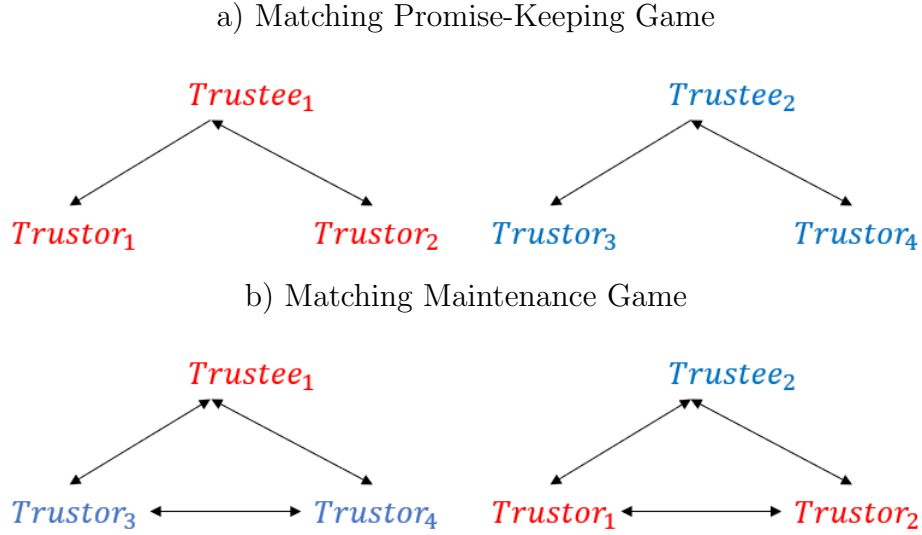 a) Matching Promise-Keeping Game
Trustee₁ Trustee₂
Trustor₁ Trustor₂ Trustor₃ Trustor₄
b) Matching Maintenance Game
Trustee₁ Trustee₂
Trustor₃ Trustor₄ Trustor₁ Trustor₂